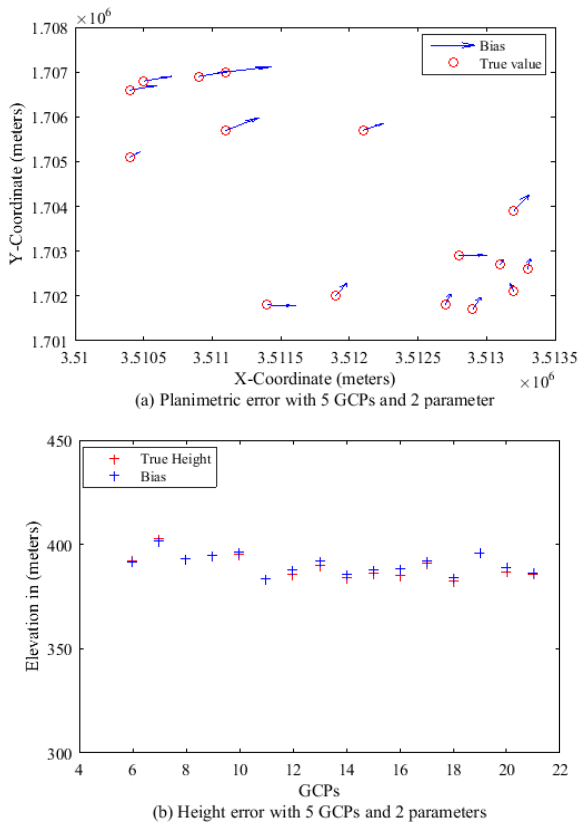 ×10⁶
1.708
1.707
1.706
1.705
1.704
1.703
1.702
1.701
Y-Coordinate (meters)
Bias
True value
3.51 3.5105 3.511 3.5115 3.512 3.5125 3.513 3.5135
X-Coordinate (meters)
×10⁶
(a) Planimetric error with 5 GCPs and 2 parameter
450
400
350
300
Elevation in (meters)
True Height
Bias
4 6 8 10 12 14 16 18 20 22
GCPs
(b) Height error with 5 GCPs and 2 parameters